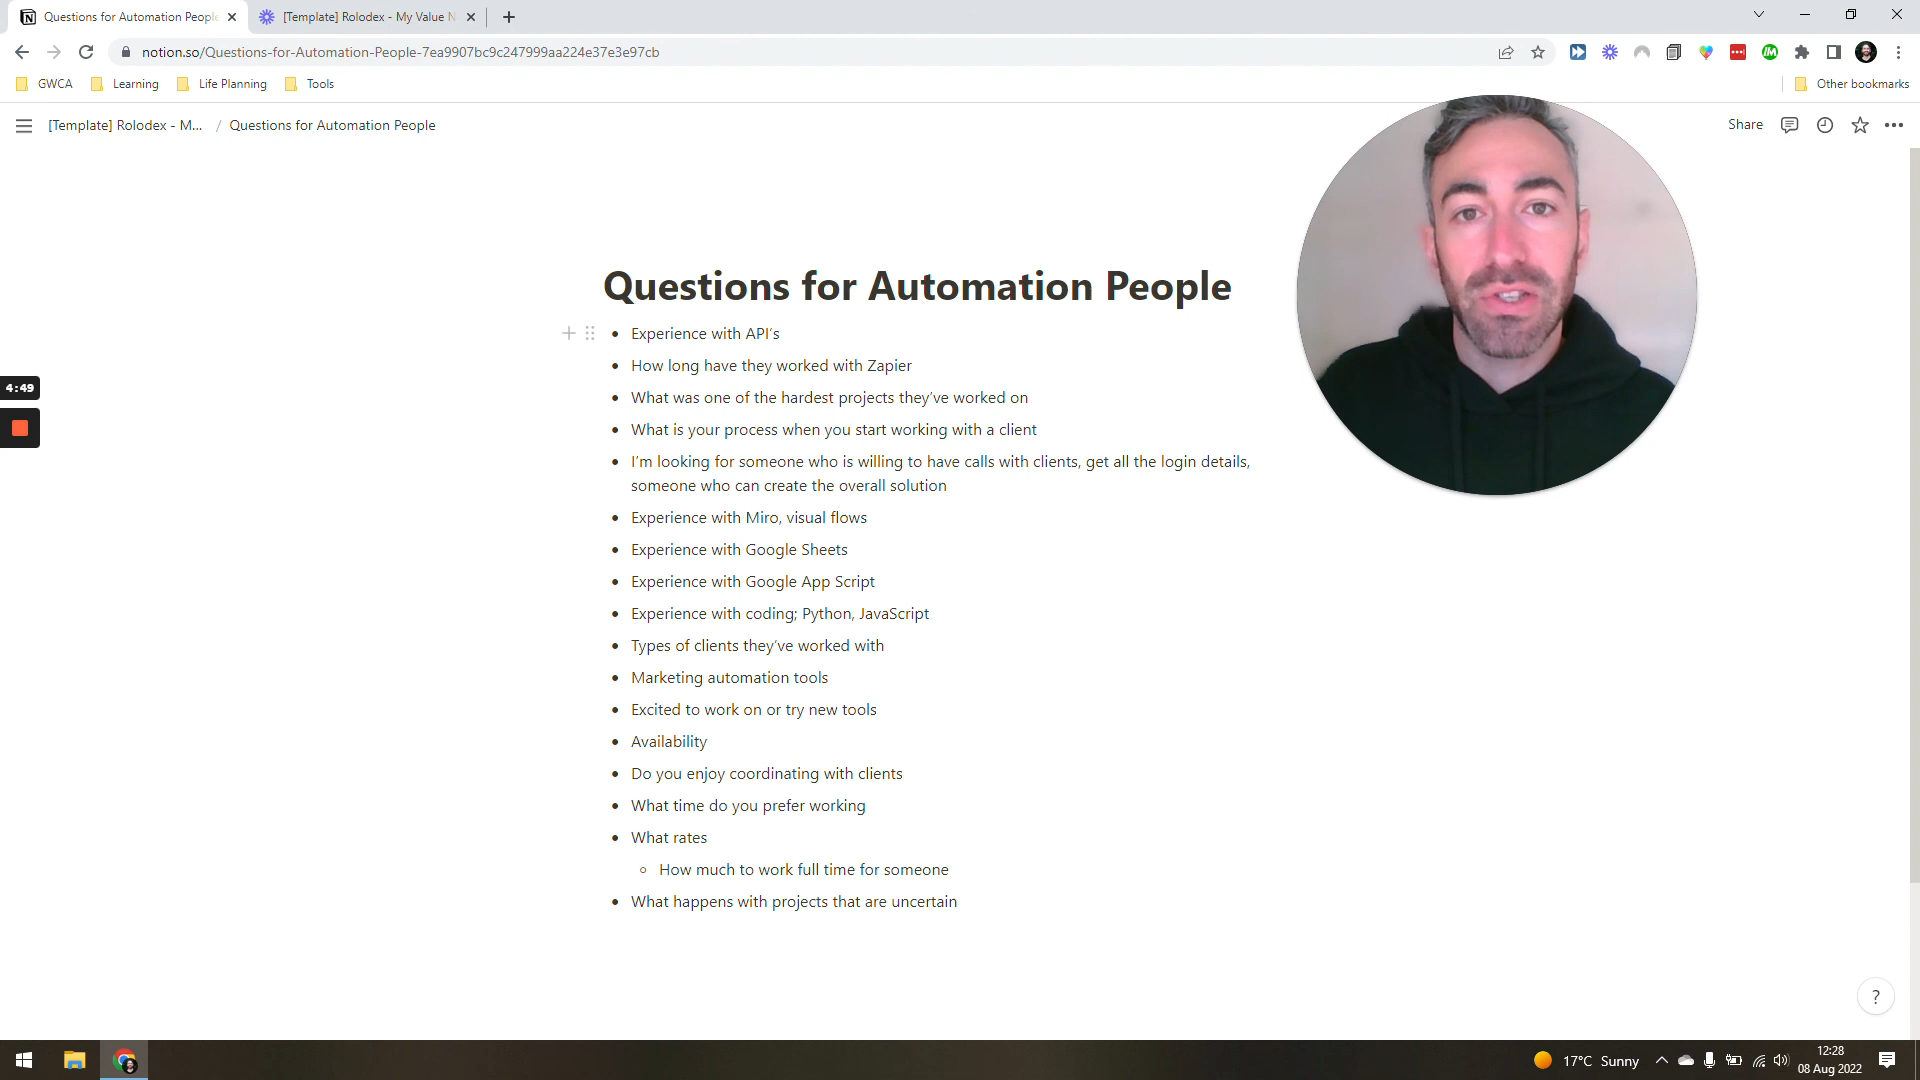 Questions for Automation People
[Template] Rolodex - My Value N
notion.so/Questions-for-Automation-People-7ea9907bc9c247999aa224e37e3e97cb
GWCA
Learning
Life Planning
Tools
Other bookmarks
[Template] Rolodex - M... / Questions for Automation People
Share
Questions for Automation People
Experience with API's
How long have they worked with Zapier
4:49
What was one of the hardest projects they've worked on
What is your process when you start working with a client
I'm looking for someone who is willing to have calls with clients, get all the login details,
someone who can create the overall solution
Experience with Miro, visual flows
Experience with Google Sheets
Experience with Google App Script
Experience with coding; Python, JavaScript
Types of clients they've worked with
Marketing automation tools
Excited to work on or try new tools
Availability
Do you enjoy coordinating with clients
What time do you prefer working
What rates
How much to work full time for someone
What happens with projects that are uncertain
?
17°C Sunny
12:28
08 Aug 2022